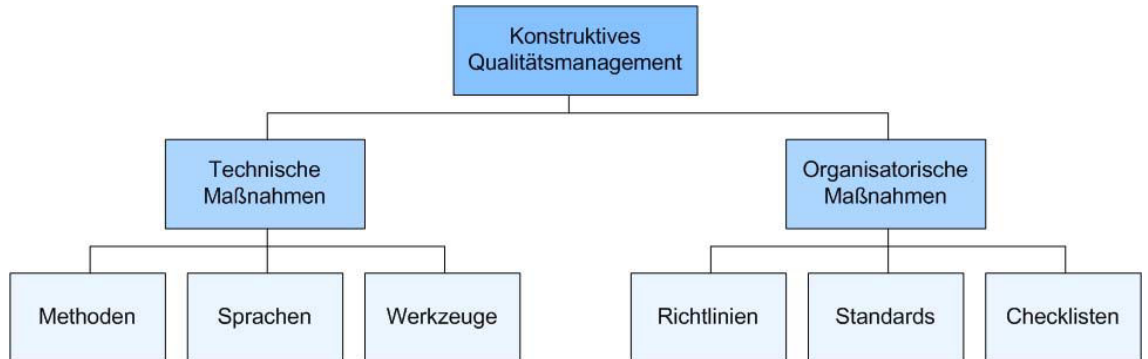 Konstruktives
Qualitätsmanagement
Technische
Maßnahmen
Organisatorische
Maßnahmen
Methoden
Sprachen
Werkzeuge
Richtlinien
Standards
Checklisten